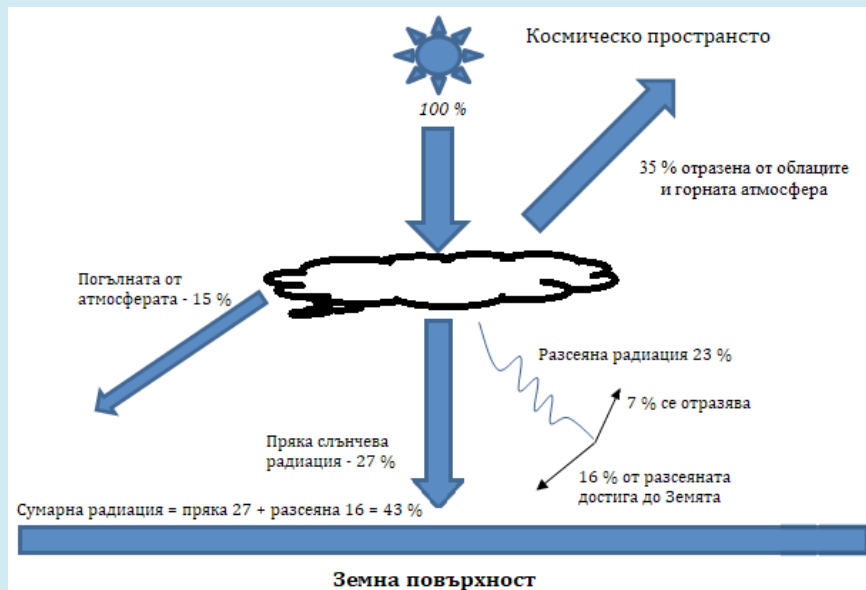 Космическо пространсто
100 %
35 % отразена от облаците
и горната атмосфера
Погълната от
атмосферата - 15 %
Разсеяна радиация 23 %
7 % се отразява
Пряка слънчева
радиация - 27 %
16 % от разсеяната
достига до Земята
Сумарна радиация = пряка 27 + разсеяна 16 = 43 %
Земна повърхност